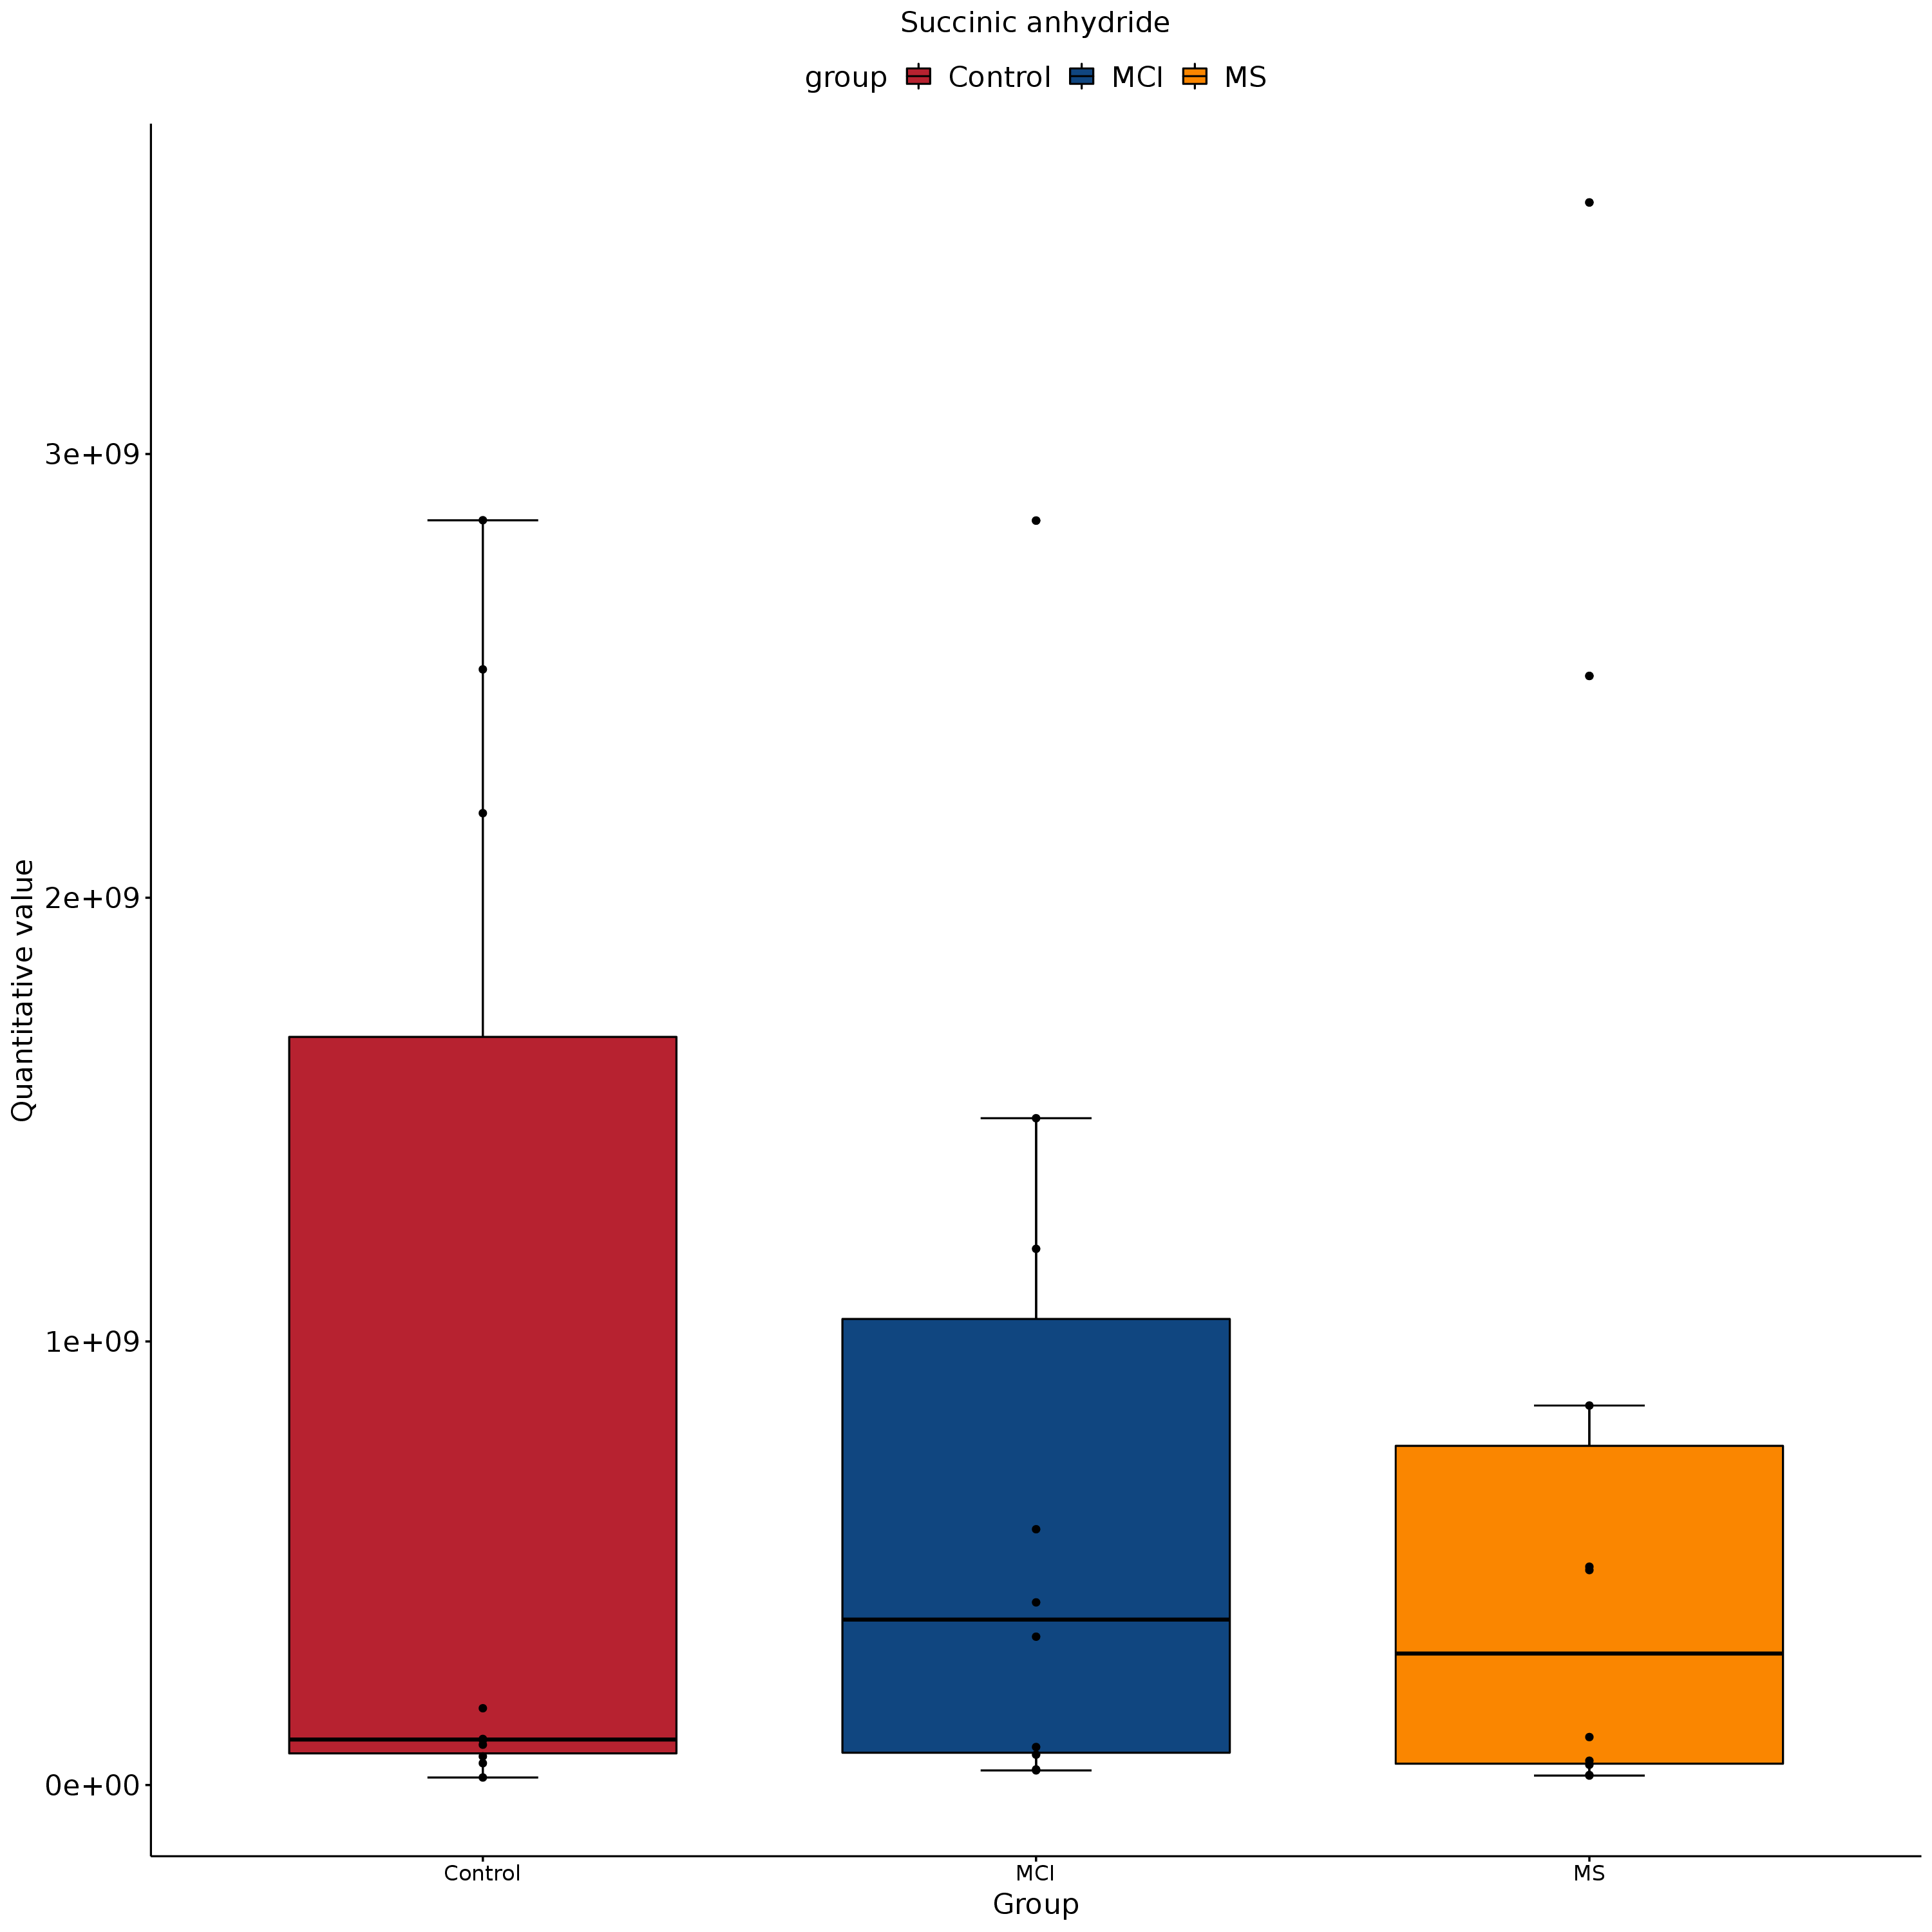 Succinic anhydride
group Control MCI MS
Quantitative value
3e+09
2e+09
1e+09
0e+00
Control MCI MS
Group